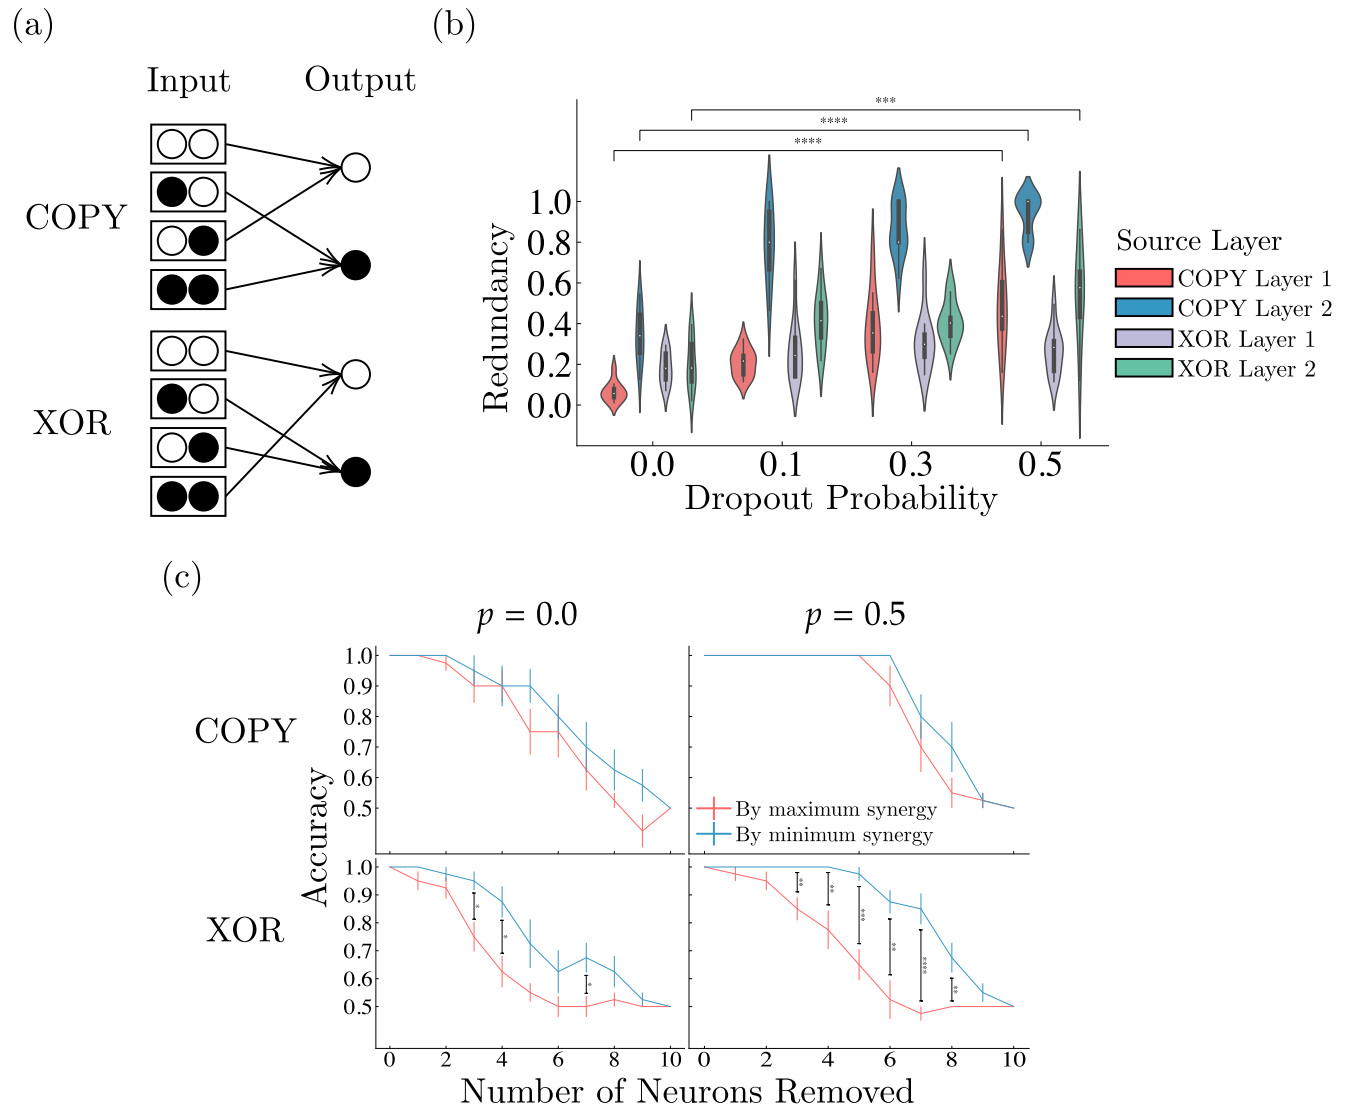 (a)
Input Output
COPY
XOR
(b)
***
****
****
Redundancy
1.0
0.8
0.6
0.4
0.2
0.0
0.0 0.1 0.3 0.5
Dropout Probability
Source Layer
COPY Layer 1
COPY Layer 2
XOR Layer 1
XOR Layer 2
(c)
p = 0.0 p = 0.5
COPY
XOR
Accuracy
1.0
0.9
0.8
0.7
0.6
0.5
By maximum synergy
By minimum synergy
1.0
0.9
0.8
0.7
0.6
0.5
*
*
*
**
**
***
**
****
**
0 2 4 6 8 10 0 2 4 6 8 10
Number of Neurons Removed